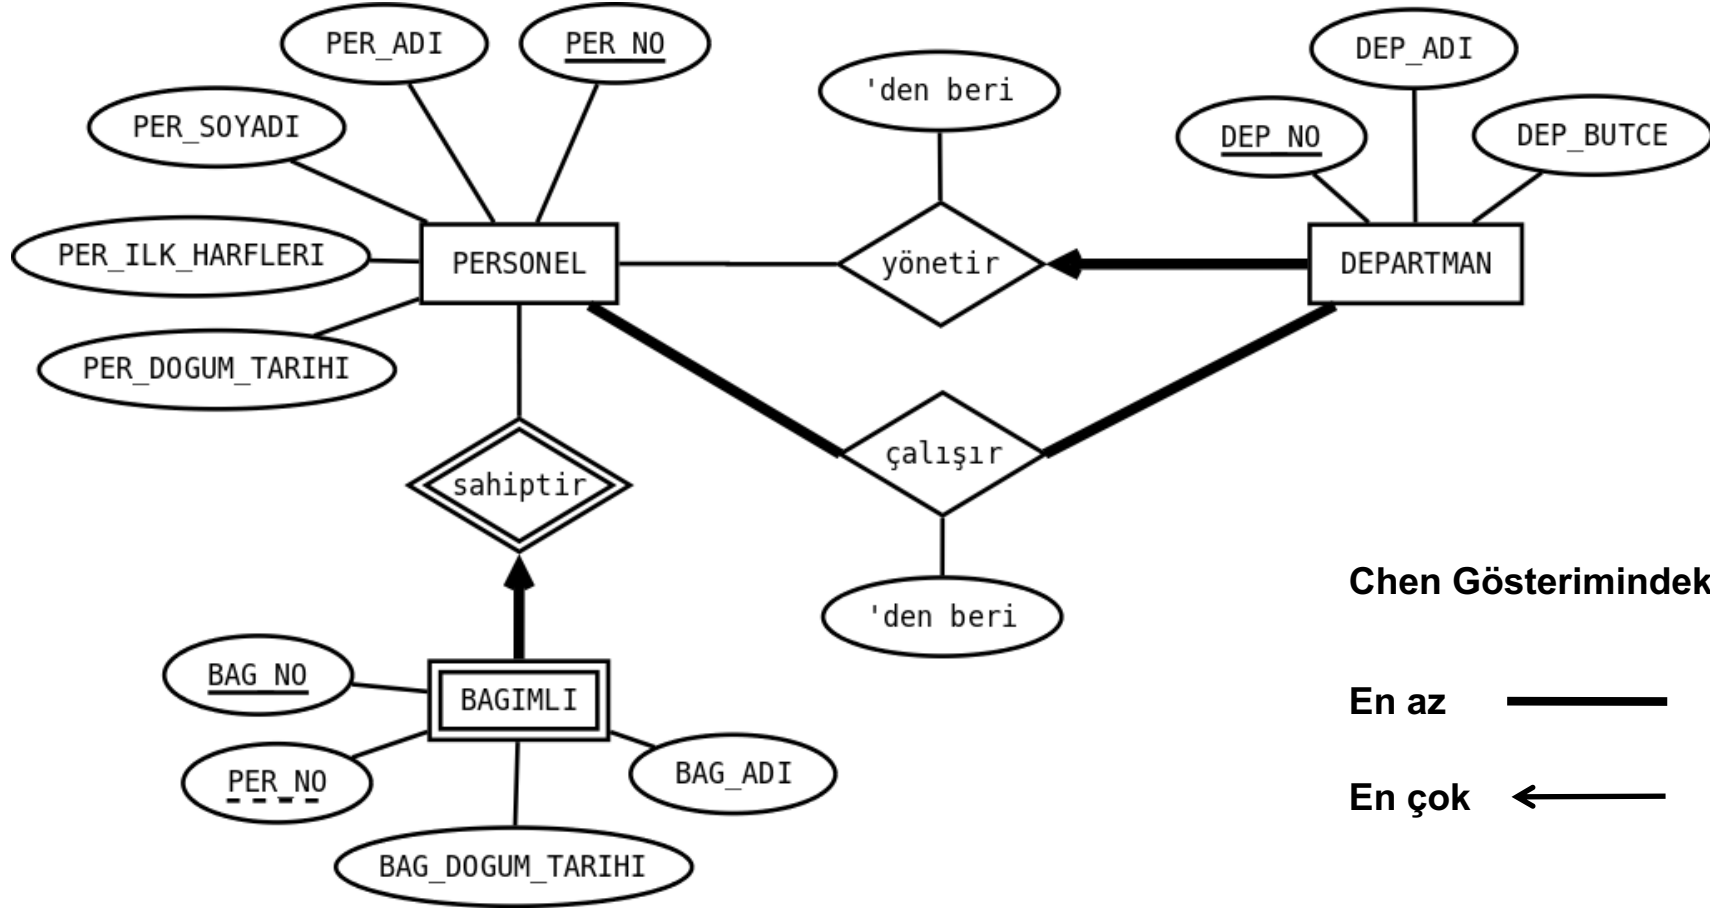 PER_ADI
PER_NO
PER_SOYADI
PER_ILK_HARFLERI
PER_DOGUM_TARIHI
PERSONEL
'den beri
yönetir
DEP_ADI
DEP_NO
DEP_BUTCE
DEPARTMAN
sahiptir
çalışır
'den beri
BAG_NO
BAGIMLI
PER_NO
BAG_ADI
BAG_DOGUM_TARIHI
Chen Gösterimindek
En az
En çok